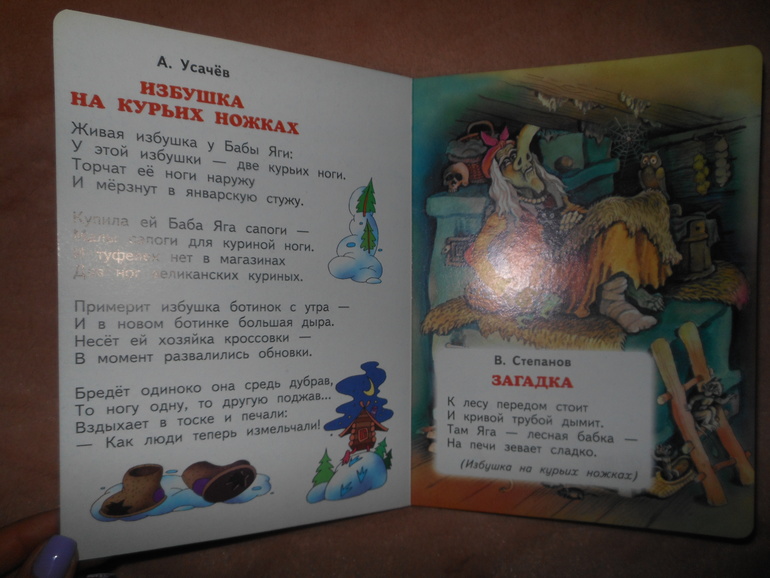 А. Усачёв
ИЗБУШКА
НА КУРЬИХ НОЖКАХ
Живая избушка у Бабы Яги:
У этой избушки — две курьих ноги.
Торчат её ноги наружу
И мёрзнут в январскую стужу.
Купила ей Баба Яга сапоги —
Малы сапоги для куриной ноги.
А туфелек нет в магазинах
Для ног великанских куриных.
Примерит избушка ботинок с утра —
И в новом ботинке большая дыра.
Несёт ей хозяйка кроссовки —
В момент развалились обновки.
Бредёт одиноко она средь дубрав,
То ногу одну, то другую поджав...
Вздыхает в тоске и печали:
— Как люди теперь измельчали!
В. Степанов
ЗАГАДКА
К лесу передом стоит
И кривой трубой дымит.
Там Яга — лесная бабка —
На печи зевает сладко.
(Избушка на курьих ножках)